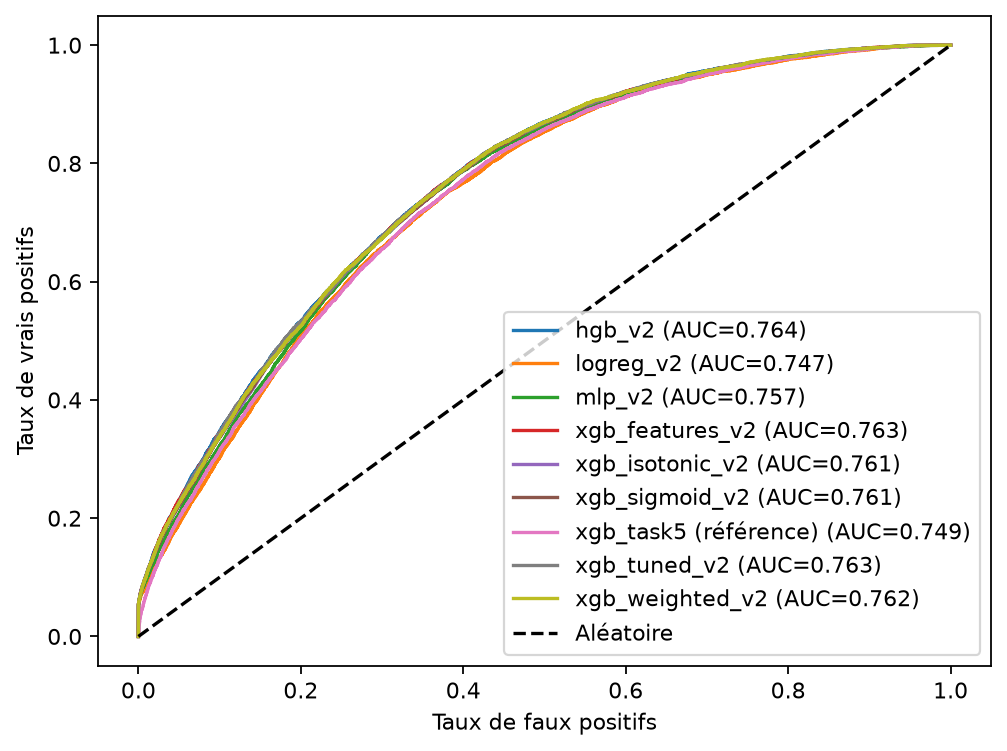 1.0
0.8
0.6
0.4
0.2
0.0
Taux de vrais positifs
hgb_v2 (AUC=0.764)
logreg_v2 (AUC=0.747)
mlp_v2 (AUC=0.757)
xgb_features_v2 (AUC=0.763)
xgb_isotonic_v2 (AUC=0.761)
xgb_sigmoid_v2 (AUC=0.761)
xgb_task5 (référence) (AUC=0.749)
xgb_tuned_v2 (AUC=0.763)
xgb_weighted_v2 (AUC=0.762)
Aléatoire
0.0 0.2 0.4 0.6 0.8 1.0
Taux de faux positifs